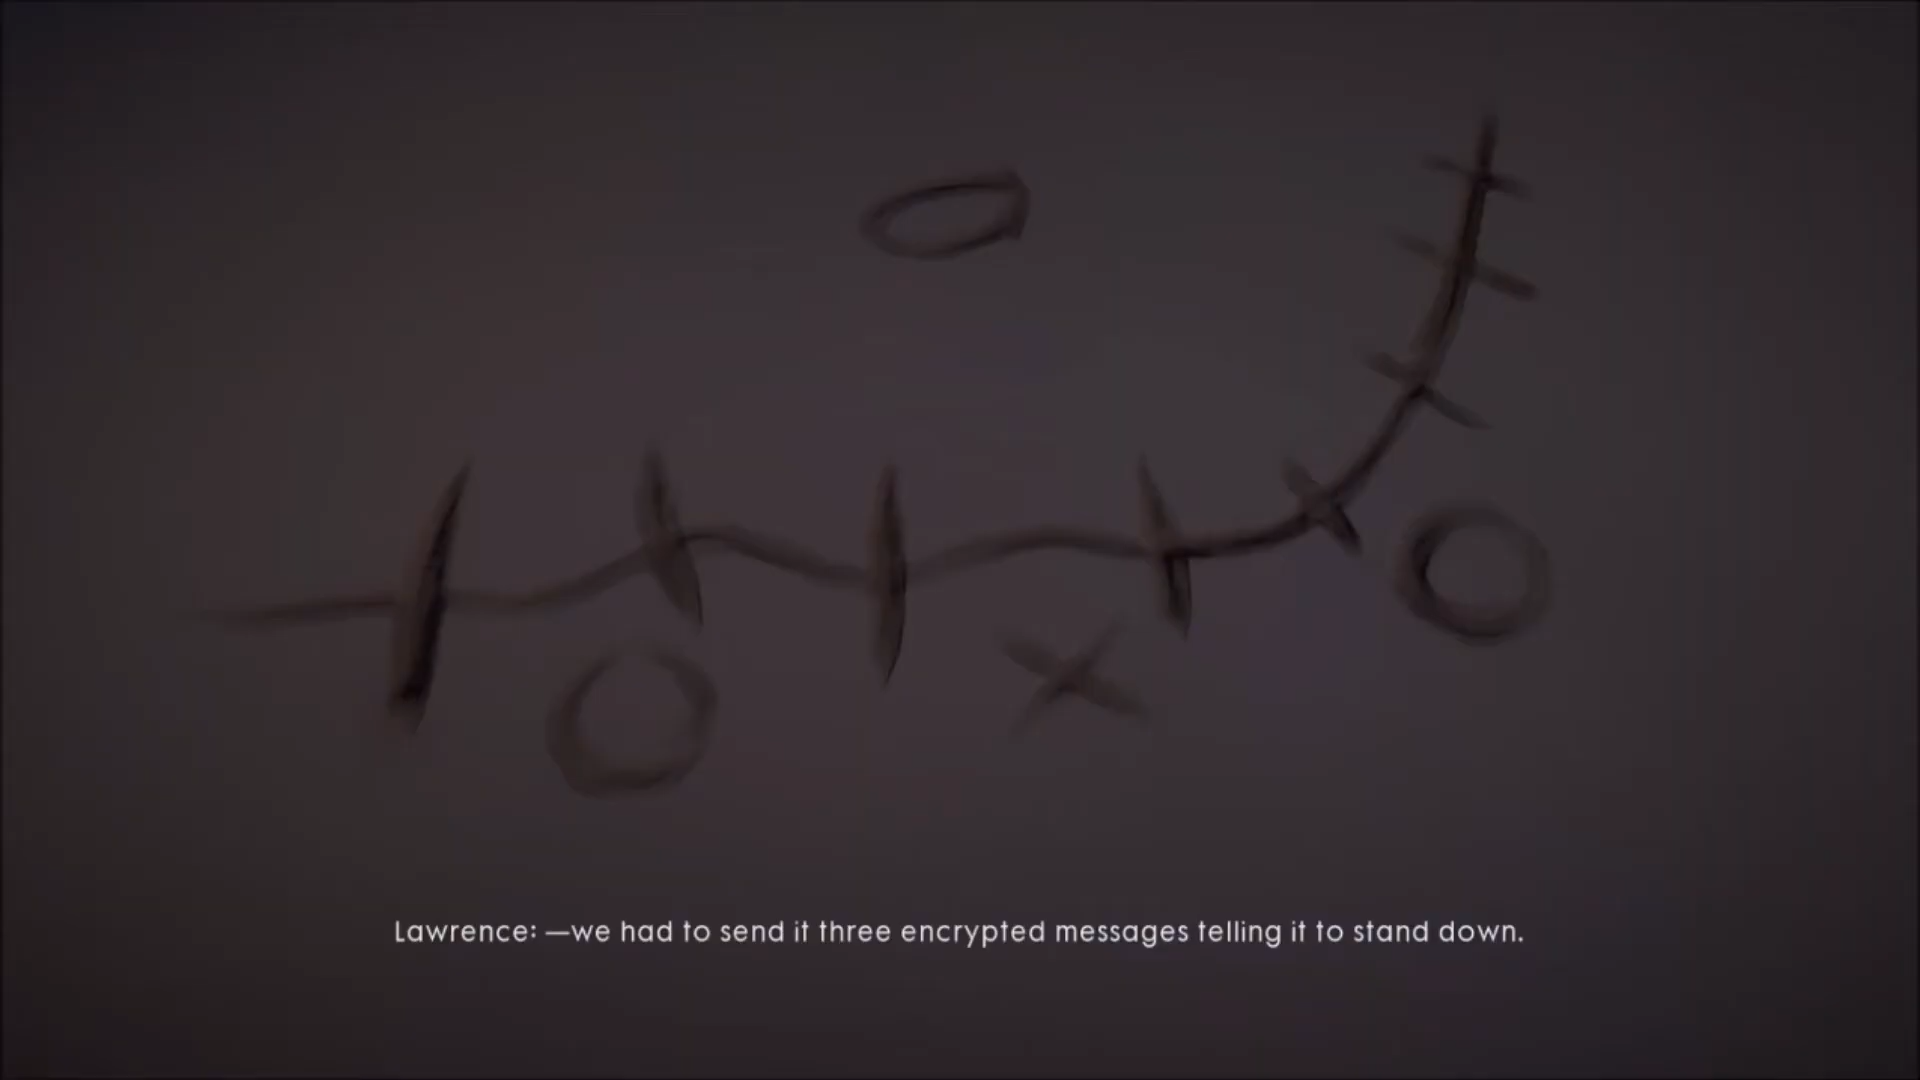 Lawrence: —we had to send it three encrypted messages telling it to stand down.